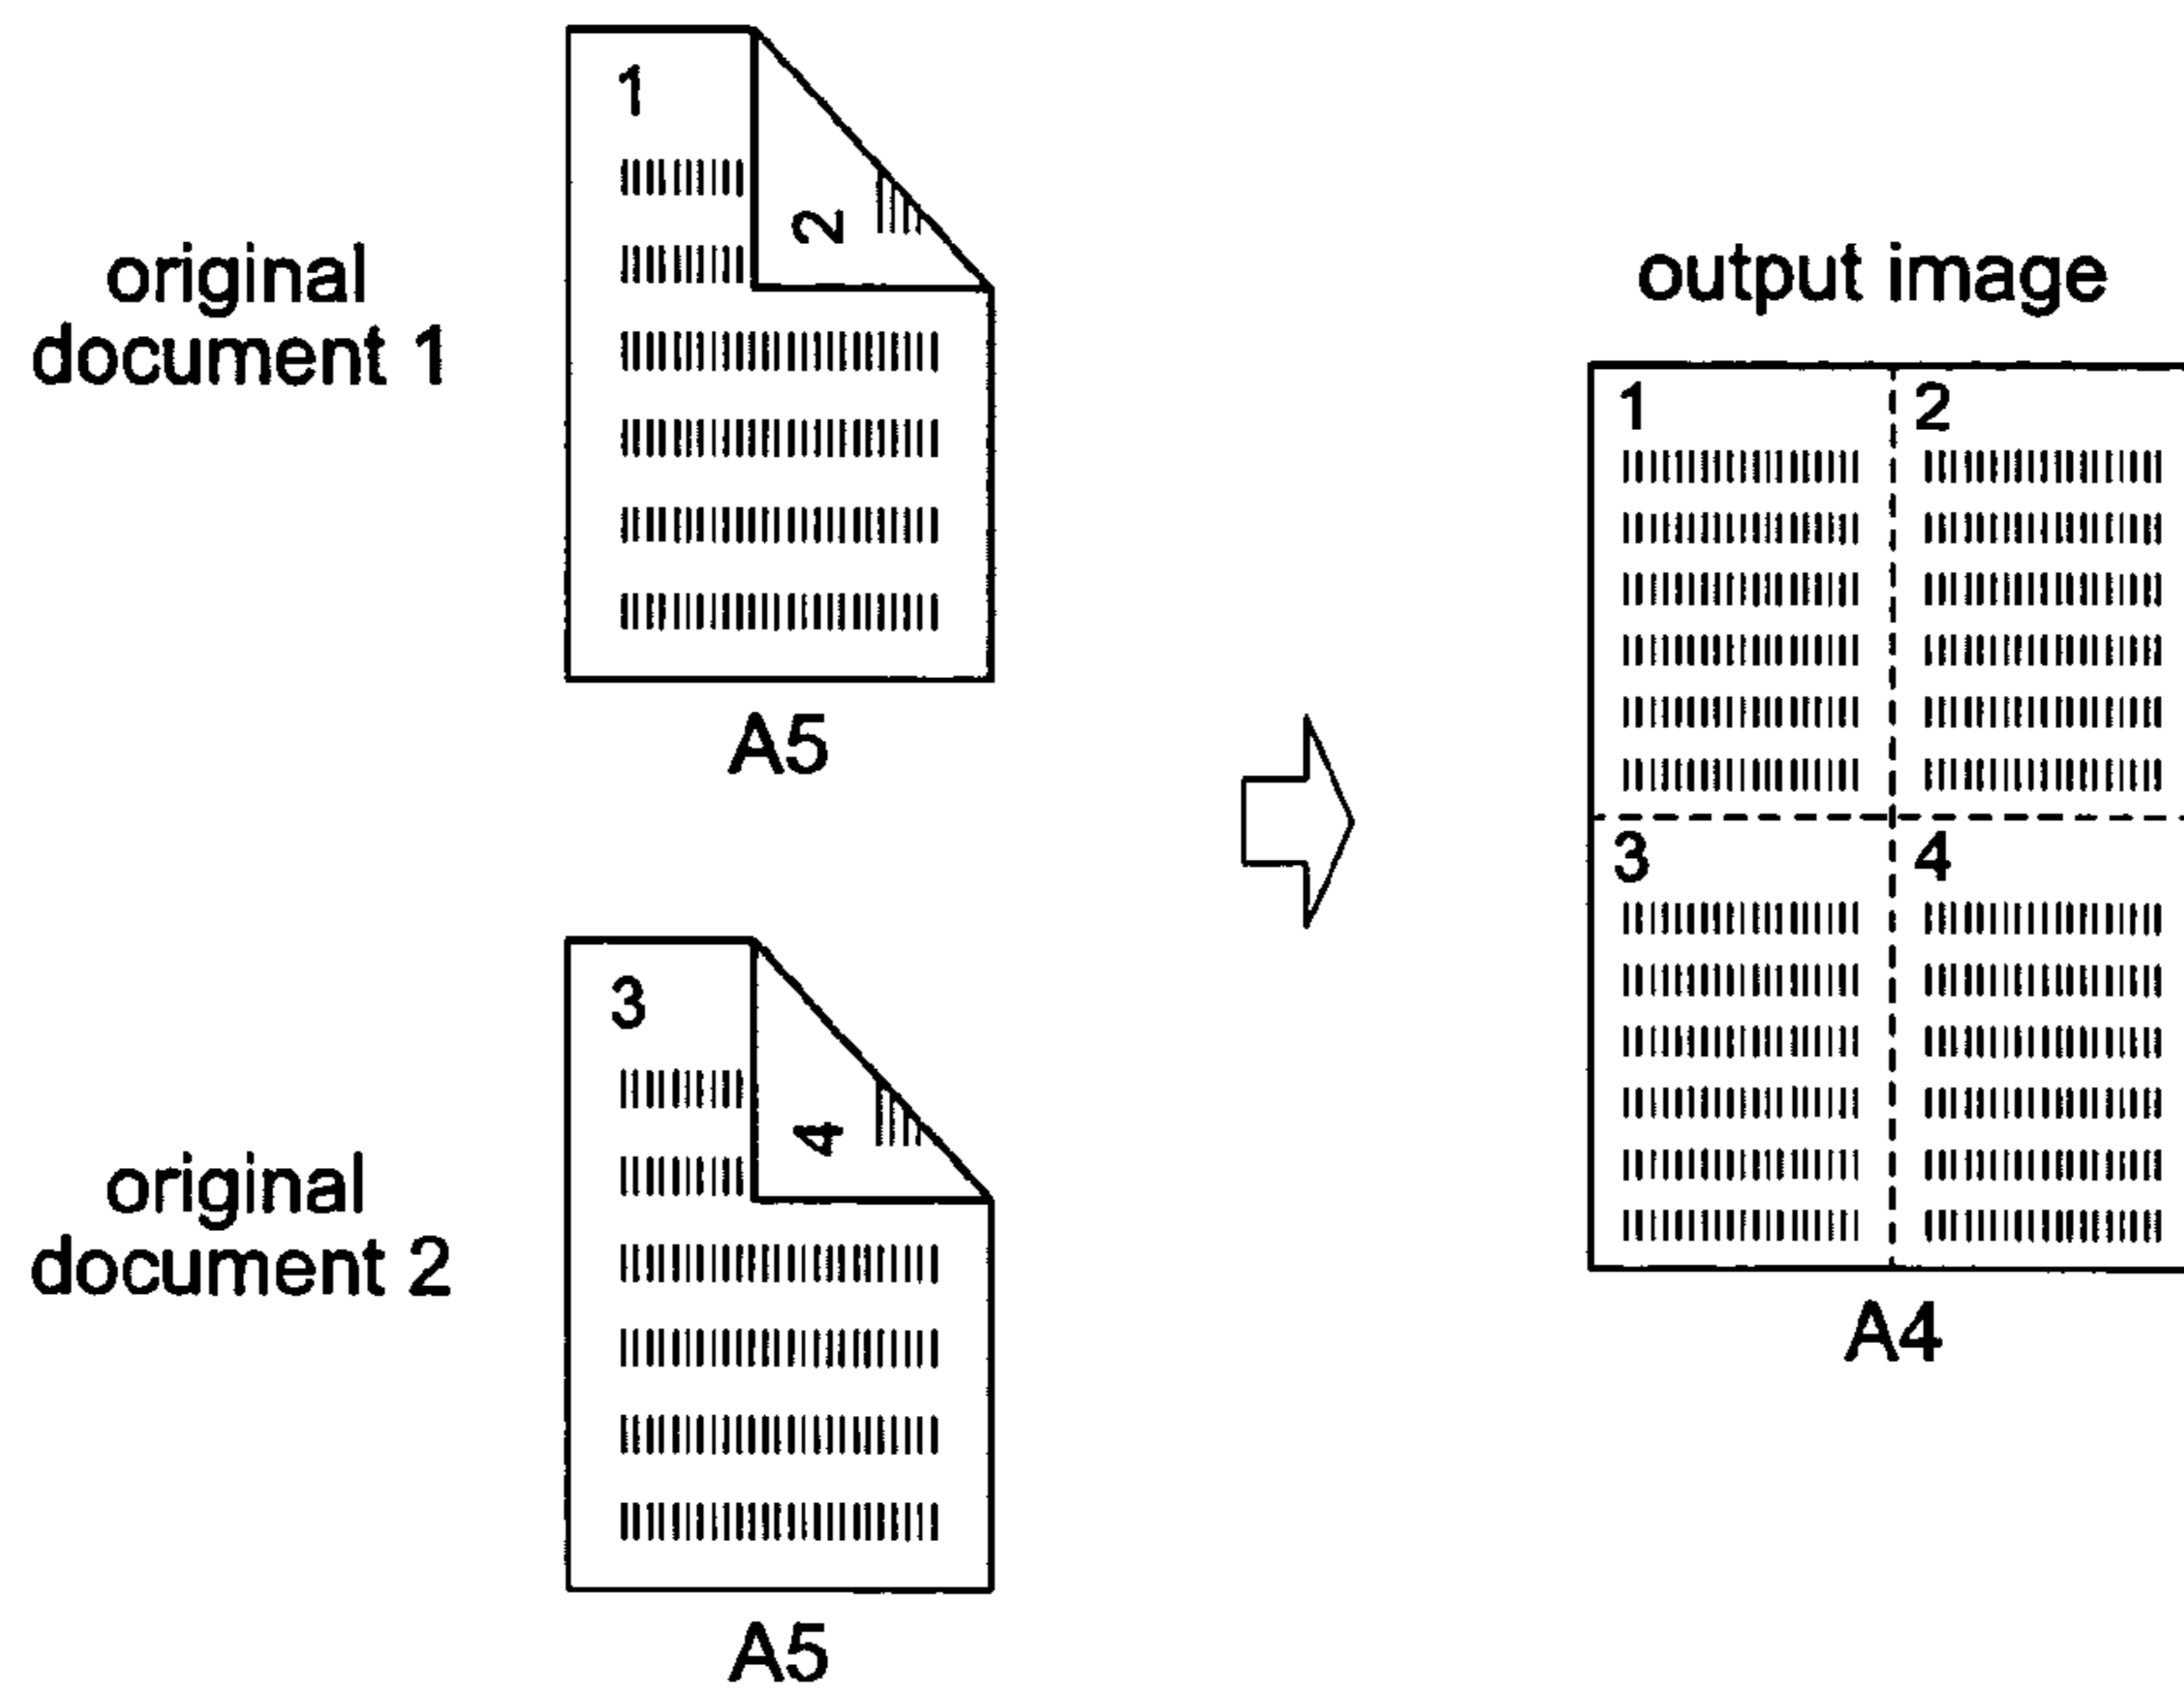 original
document 1
1
2
A5
original
document 2
3
4
A5
output image
1
2
3
4
A4